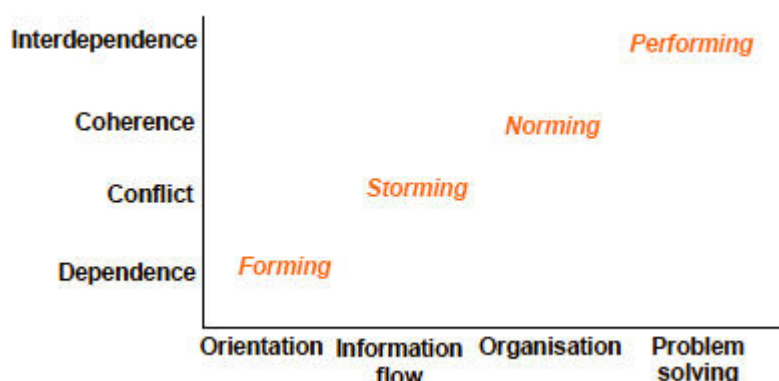 Interdependence
Performing
Coherence
Norming
Conflict
Storming
Dependence
Forming
Orientation
Information
flow
Organisation
Problem
solving